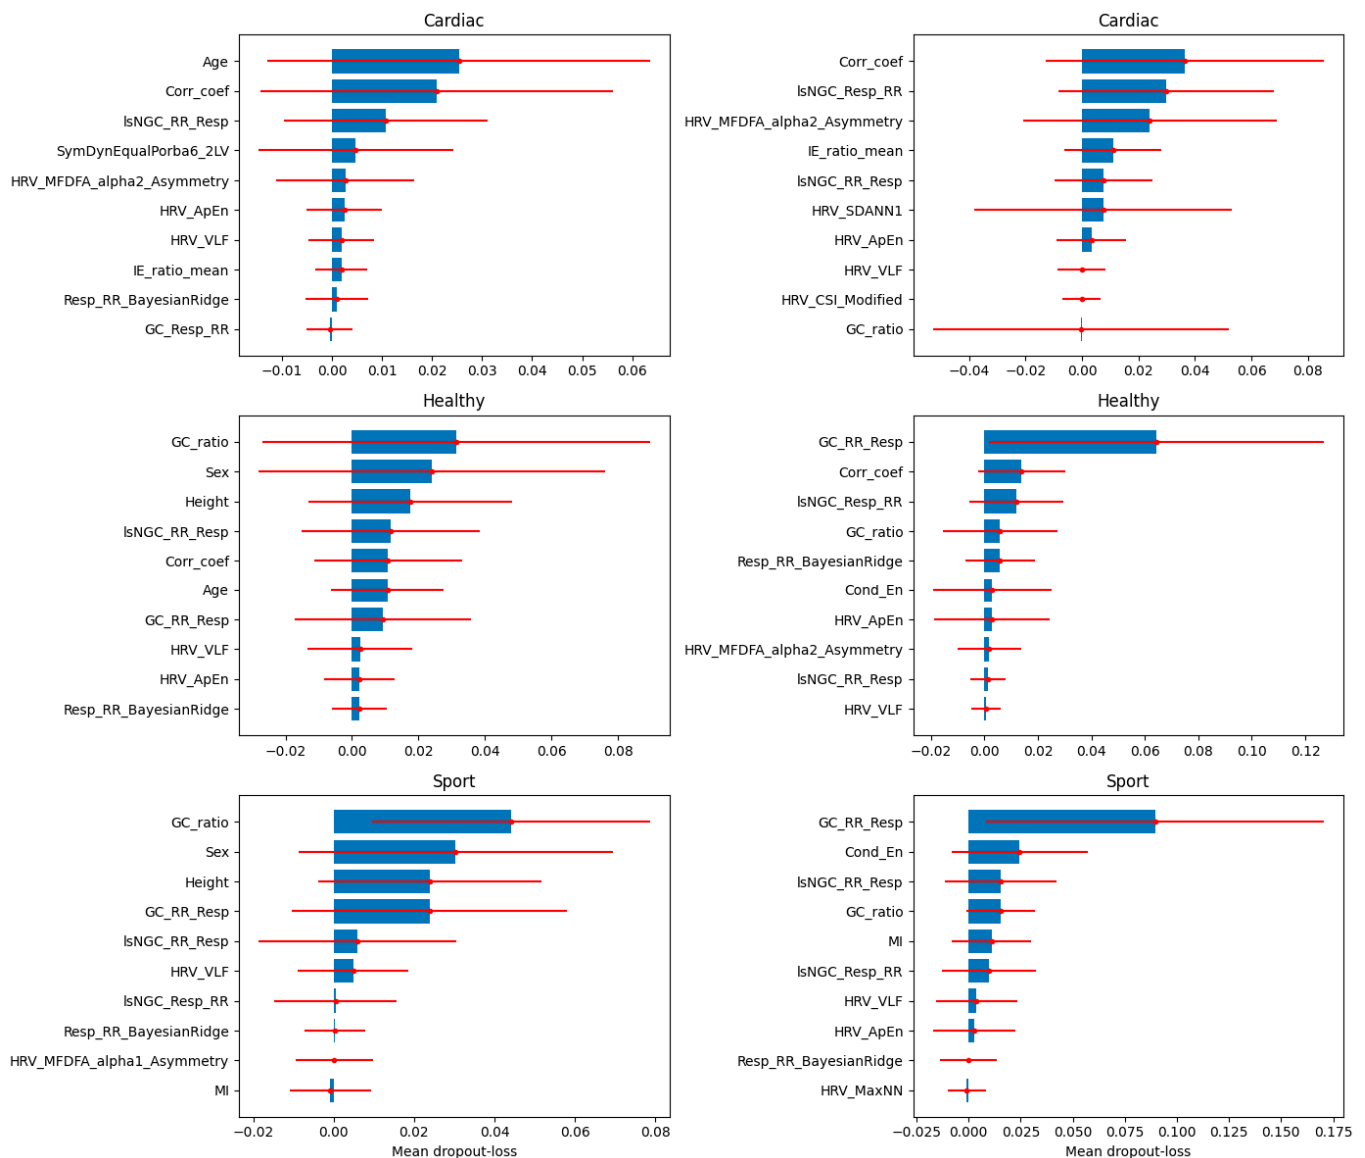 Cardiac
Age
Corr_coef
lsNGC_RR_Resp
SymDynEqualPorba6_2LV
HRV_MFDFA_alpha2_Asymmetry
HRV_ApEn
HRV_VLF
IE_ratio_mean
Resp_RR_BayesianRidge
GC_Resp_RR
−0.01 0.00 0.01 0.02 0.03 0.04 0.05 0.06
Cardiac
Corr_coef
lsNGC_Resp_RR
HRV_MFDFA_alpha2_Asymmetry
IE_ratio_mean
lsNGC_RR_Resp
HRV_SDANN1
HRV_ApEn
HRV_VLF
HRV_CSI_Modified
GC_ratio
−0.04 −0.02 0.00 0.02 0.04 0.06 0.08
Healthy
GC_ratio
Sex
Height
lsNGC_RR_Resp
Corr_coef
Age
GC_RR_Resp
HRV_VLF
HRV_ApEn
Resp_RR_BayesianRidge
−0.02 0.00 0.02 0.04 0.06 0.08
Healthy
GC_RR_Resp
Corr_coef
lsNGC_Resp_RR
GC_ratio
Resp_RR_BayesianRidge
Cond_En
HRV_ApEn
HRV_MFDFA_alpha2_Asymmetry
lsNGC_RR_Resp
HRV_VLF
−0.02 0.00 0.02 0.04 0.06 0.08 0.10 0.12
Sport
GC_ratio
Sex
Height
GC_RR_Resp
lsNGC_RR_Resp
HRV_VLF
lsNGC_Resp_RR
Resp_RR_BayesianRidge
HRV_MFDFA_alpha1_Asymmetry
MI
−0.02 0.00 0.02 0.04 0.06 0.08
Mean dropout-loss
Sport
GC_RR_Resp
Cond_En
lsNGC_RR_Resp
GC_ratio
MI
lsNGC_Resp_RR
HRV_VLF
HRV_ApEn
Resp_RR_BayesianRidge
HRV_MaxNN
−0.025 0.000 0.025 0.050 0.075 0.100 0.125 0.150 0.175
Mean dropout-loss